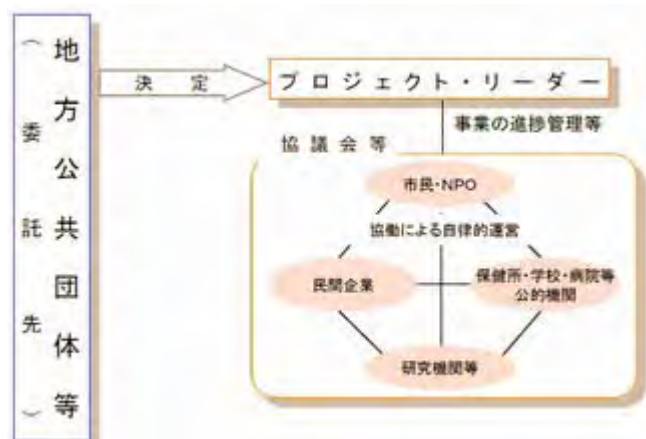 地方公共団体等
（委託先）
決定
プロジェクト・リーダー
事業の進捗管理等
協議会等
市民・NPO
協働による自律的運営
民間企業
保健所・学校・病院等
公的機関
研究機関等